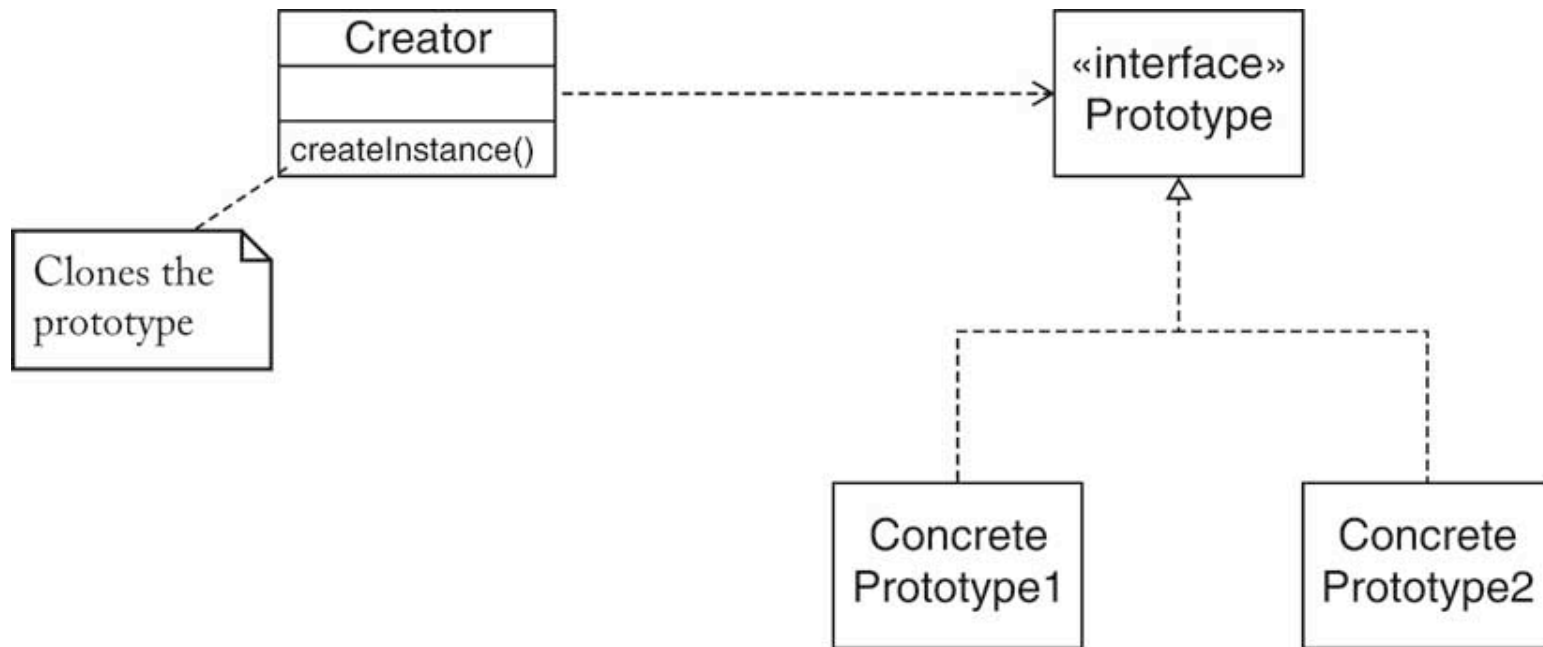 Creator
createInstance()
Clones the
prototype
«interface»
Prototype
Concrete
Prototype1
Concrete
Prototype2